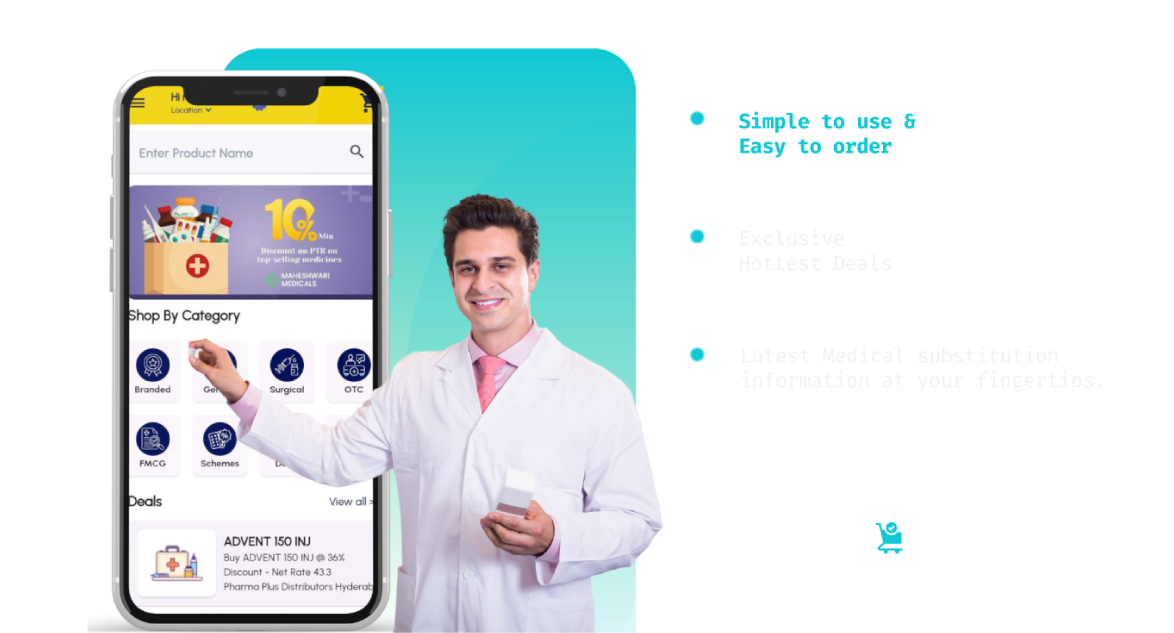 Location
Enter Product Name
10%
Min
Discount on PTR on
top-selling medicines
MAHESHWARI
MEDICALS
Shop By Category
Branded
Surgical
OTC
FMCG
Schemes
Deals
View all
ADVENT 150 INJ
Buy ADVENT 150 INJ @ 36%
Discount - Net Rate 43.3
Pharma Plus Distributors Hyderab
Simple to use &
Easy to order
Exclusive
Hottest Deals
Latest Medical substitution
information at your fingertips.